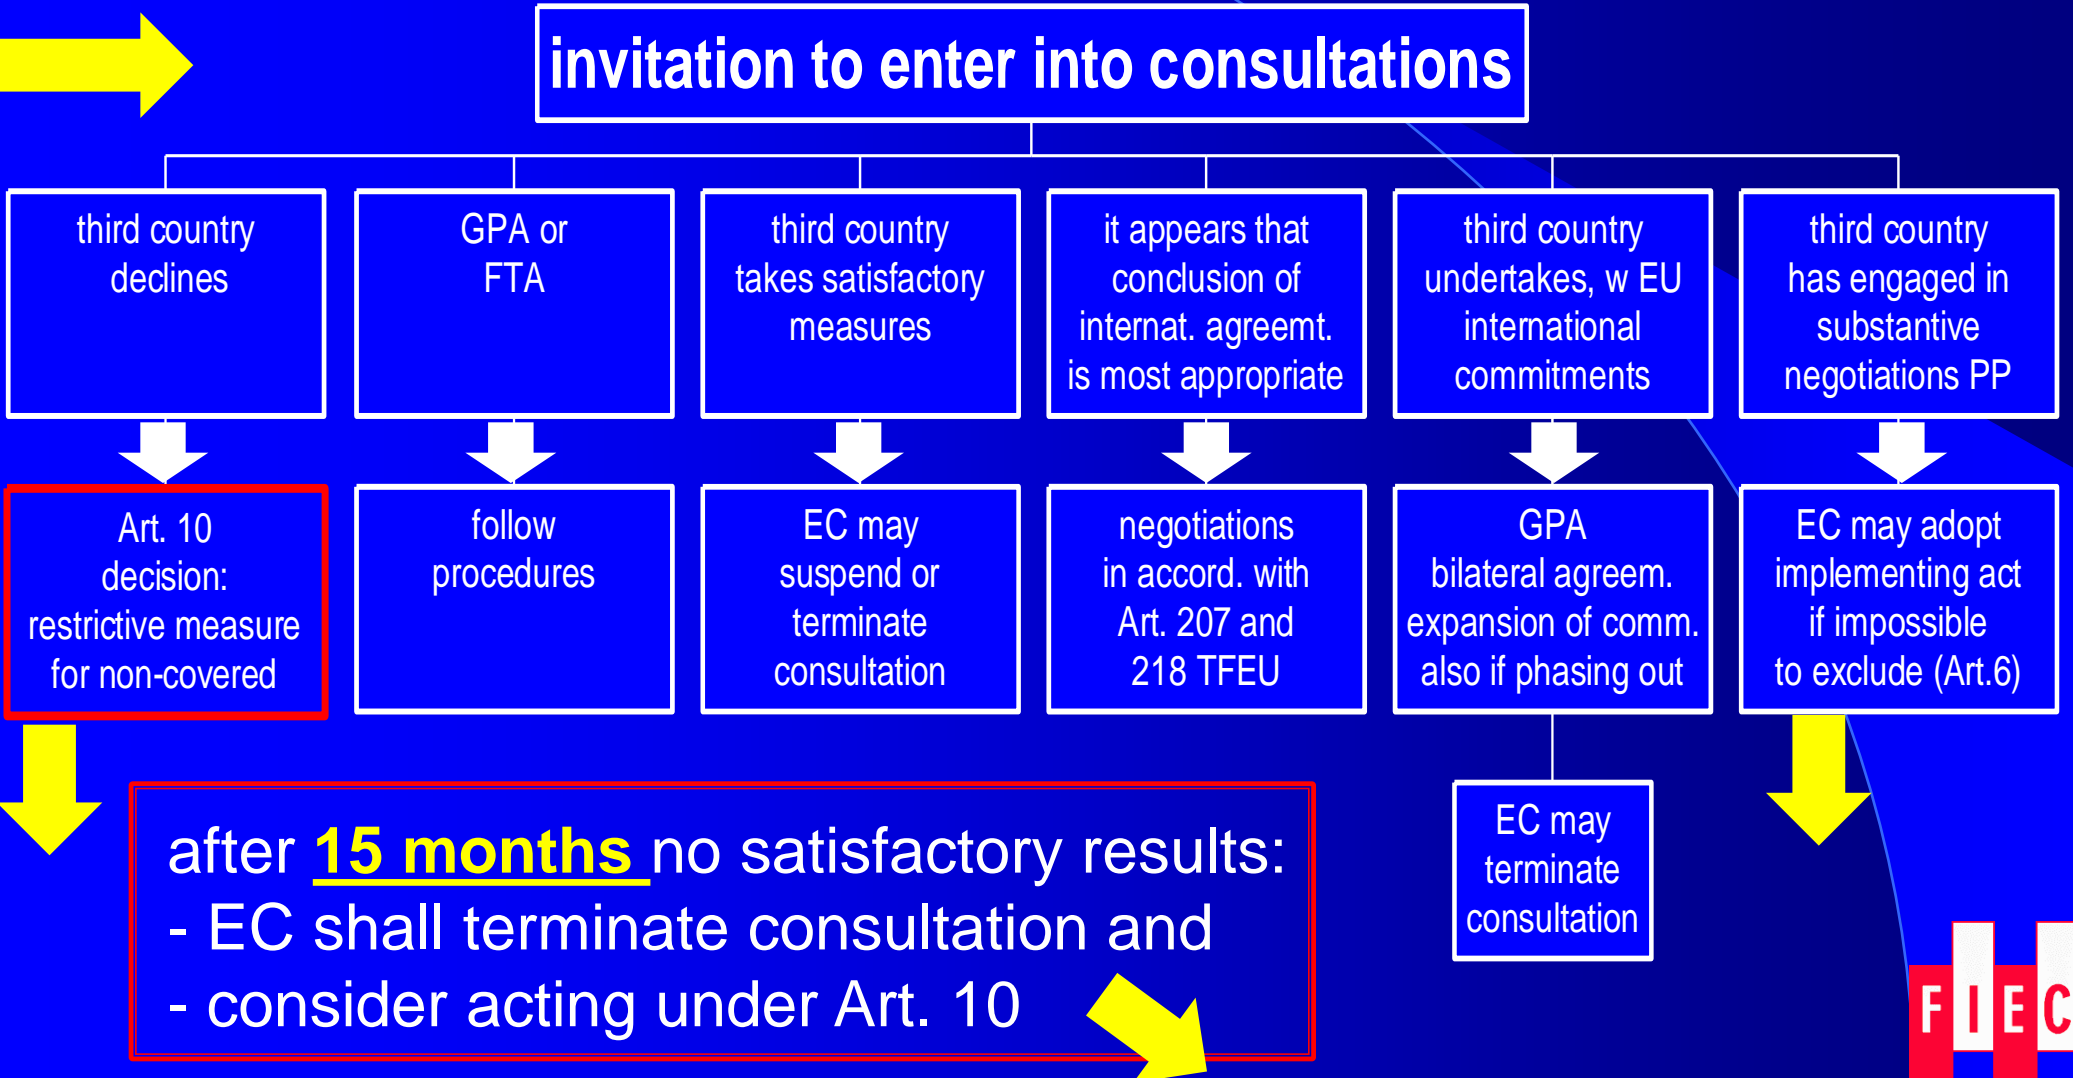 invitation to enter into consultations
third country
declines
GPA or
FTA
third country
takes satisfactory
measures
it appears that
conclusion of
internat. agreemt.
is most appropriate
third country
undertakes, w EU
international
commitments
third country
has engaged in
substantive
negotiations PP
Art. 10
decision:
restrictive measure
for non-covered
follow
procedures
EC may
suspend or
terminate
consultation
negotiations
in accord. with
Art. 207 and
218 TFEU
GPA
bilateral agreem.
expansion of comm.
also if phasing out
EC may adopt
implementing act
if impossible
to exclude (Art.6)
EC may
terminate
consultation
after 15 months no satisfactory results:
- EC shall terminate consultation and
- consider acting under Art. 10
FIEC